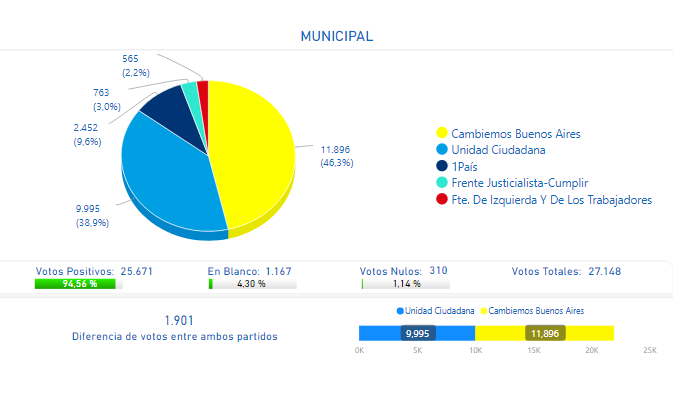 MUNICIPAL
565
(2,2%)
763
(3,0%)
2.452
(9,6%)
11.896
(46,3%)
9.995
(38,9%)
Cambiemos Buenos Aires
Unidad Ciudadana
1País
Frente Justicialista-Cumplir
Fte. De Izquierda Y De Los Trabajadores
Votos Positivos: 25.671
94,56 %
En Blanco: 1.167
4,30 %
Votos Nulos: 310
1,14 %
Votos Totales: 27.148
1.901
Diferencia de votos entre ambos partidos
Unidad Ciudadana Cambiemos Buenos Aires
9,995 11,896
0K 5K 10K 15K 20K 25K